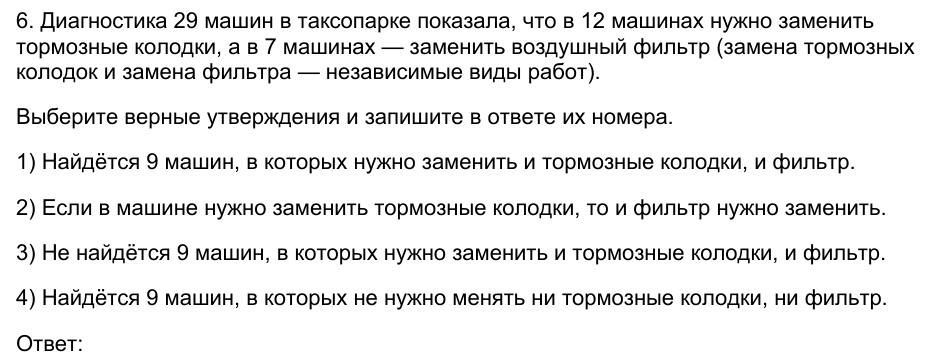 6. Диагностика 29 машин в таксопарке показала, что в 12 машинах нужно заменить
тормозные колодки, а в 7 машинах — заменить воздушный фильтр (замена тормозных
колодок и замена фильтра — независимые виды работ).
Выберите верные утверждения и запишите в ответе их номера.
1) Найдётся 9 машин, в которых нужно заменить и тормозные колодки, и фильтр.
2) Если в машине нужно заменить тормозные колодки, то и фильтр нужно заменить.
3) Не найдётся 9 машин, в которых нужно заменить и тормозные колодки, и фильтр.
4) Найдётся 9 машин, в которых не нужно менять ни тормозные колодки, ни фильтр.
Ответ: